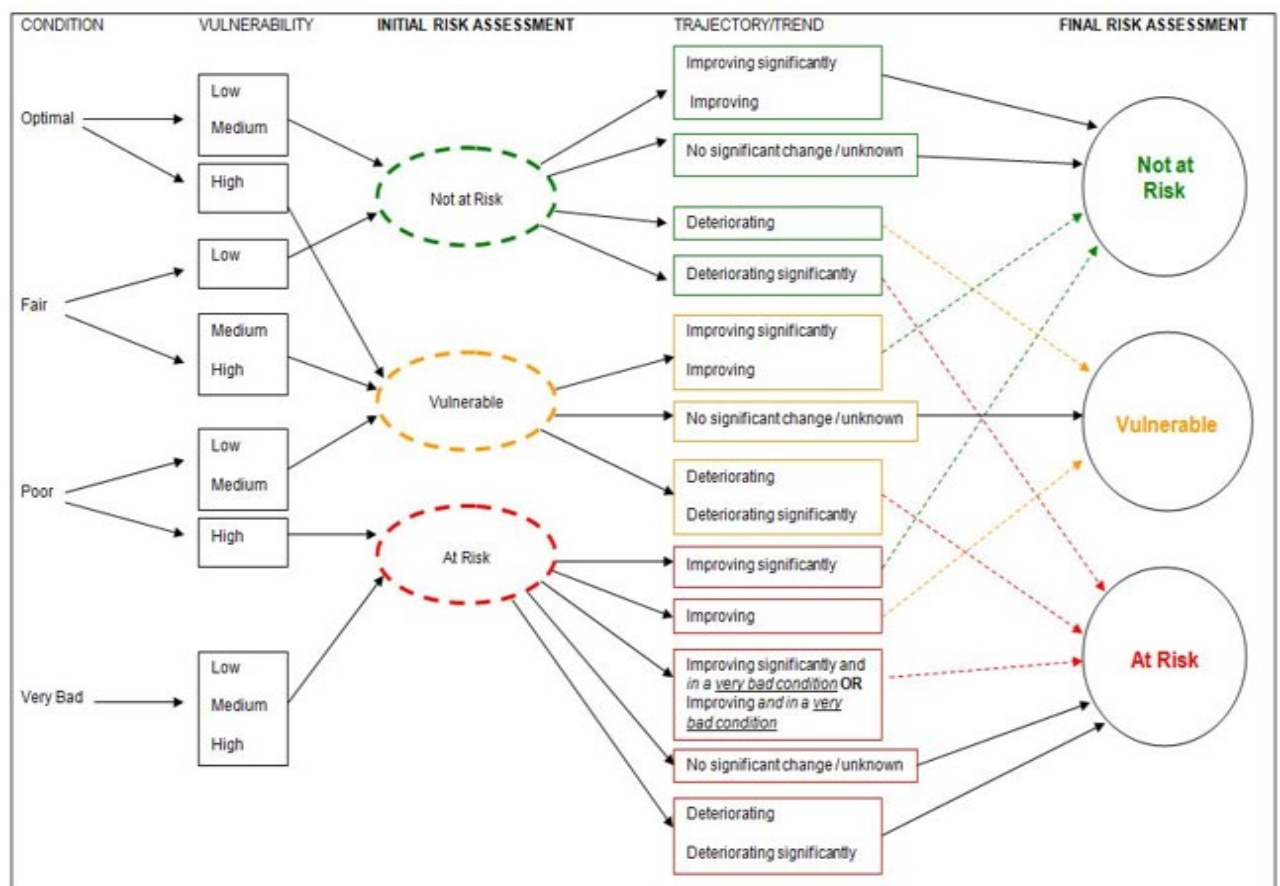 CONDITION
VULNERABILITY
INITIAL RISK ASSESSMENT
TRAJECTORY/TREND
FINAL RISK ASSESSMENT
Optimal
Fair
Poor
Very Bad
Low
Medium
High
Low
Medium
High
Low
Medium
High
Low
Medium
High
Not at Risk
Vulnerable
At Risk
Improving significantly
Improving
No significant change / unknown
Deteriorating
Deteriorating significantly
Improving significantly
Improving
No significant change / unknown
Deteriorating
Deteriorating significantly
Improving significantly
Improving
Improving significantly and
in a very bad condition OR
Improving and in a very
bad condition
No significant change / unknown
Deteriorating
Deteriorating significantly
Not at
Risk
Vulnerable
At Risk